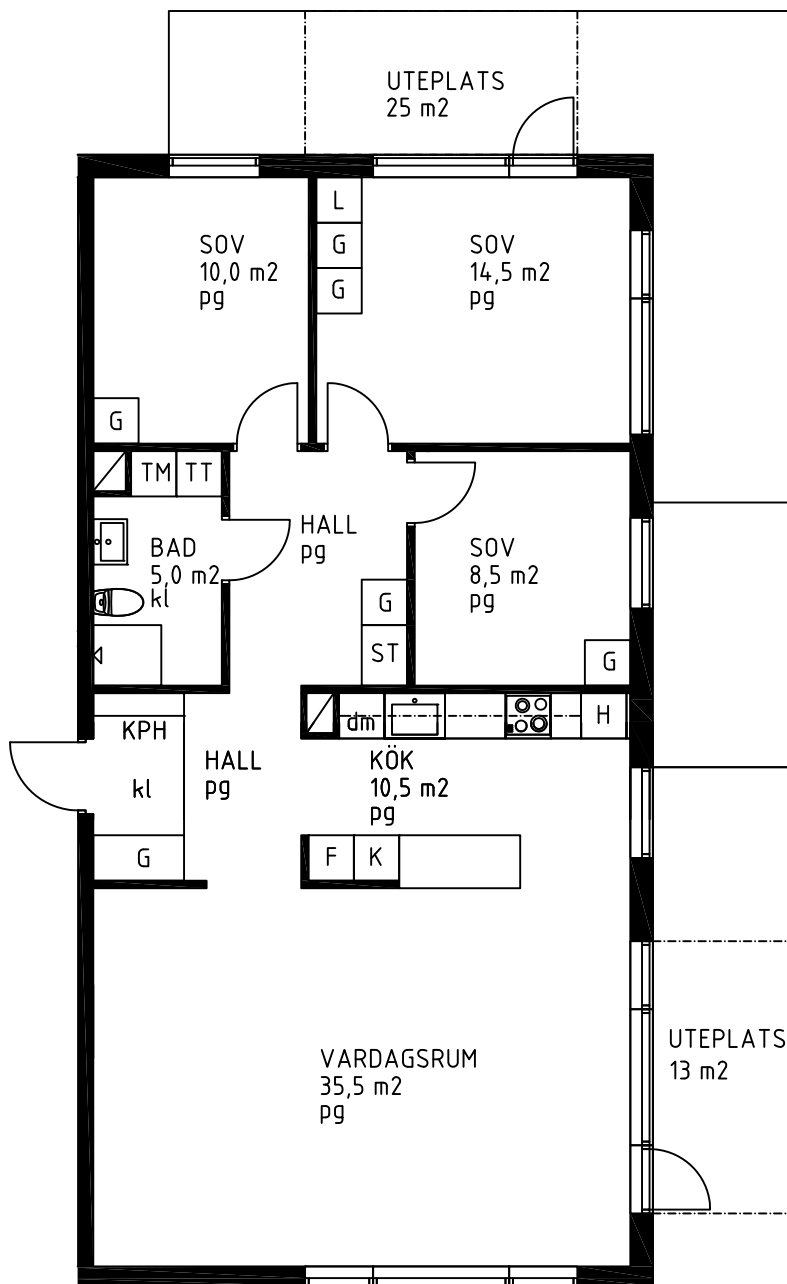 UTEPLATS
25 m2
L
G
G
SOV
10,0 m2
pg
SOV
14,5 m2
pg
G
TM
TT
HALL
pg
BAD
5,0 m2
kl
SOV
8,5 m2
pg
G
ST
G
KPH
kl
G
HALL
pg
dm
H
KÖK
10,5 m2
pg
F
K
VARDAGSRUM
35,5 m2
pg
UTEPLATS
13 m2